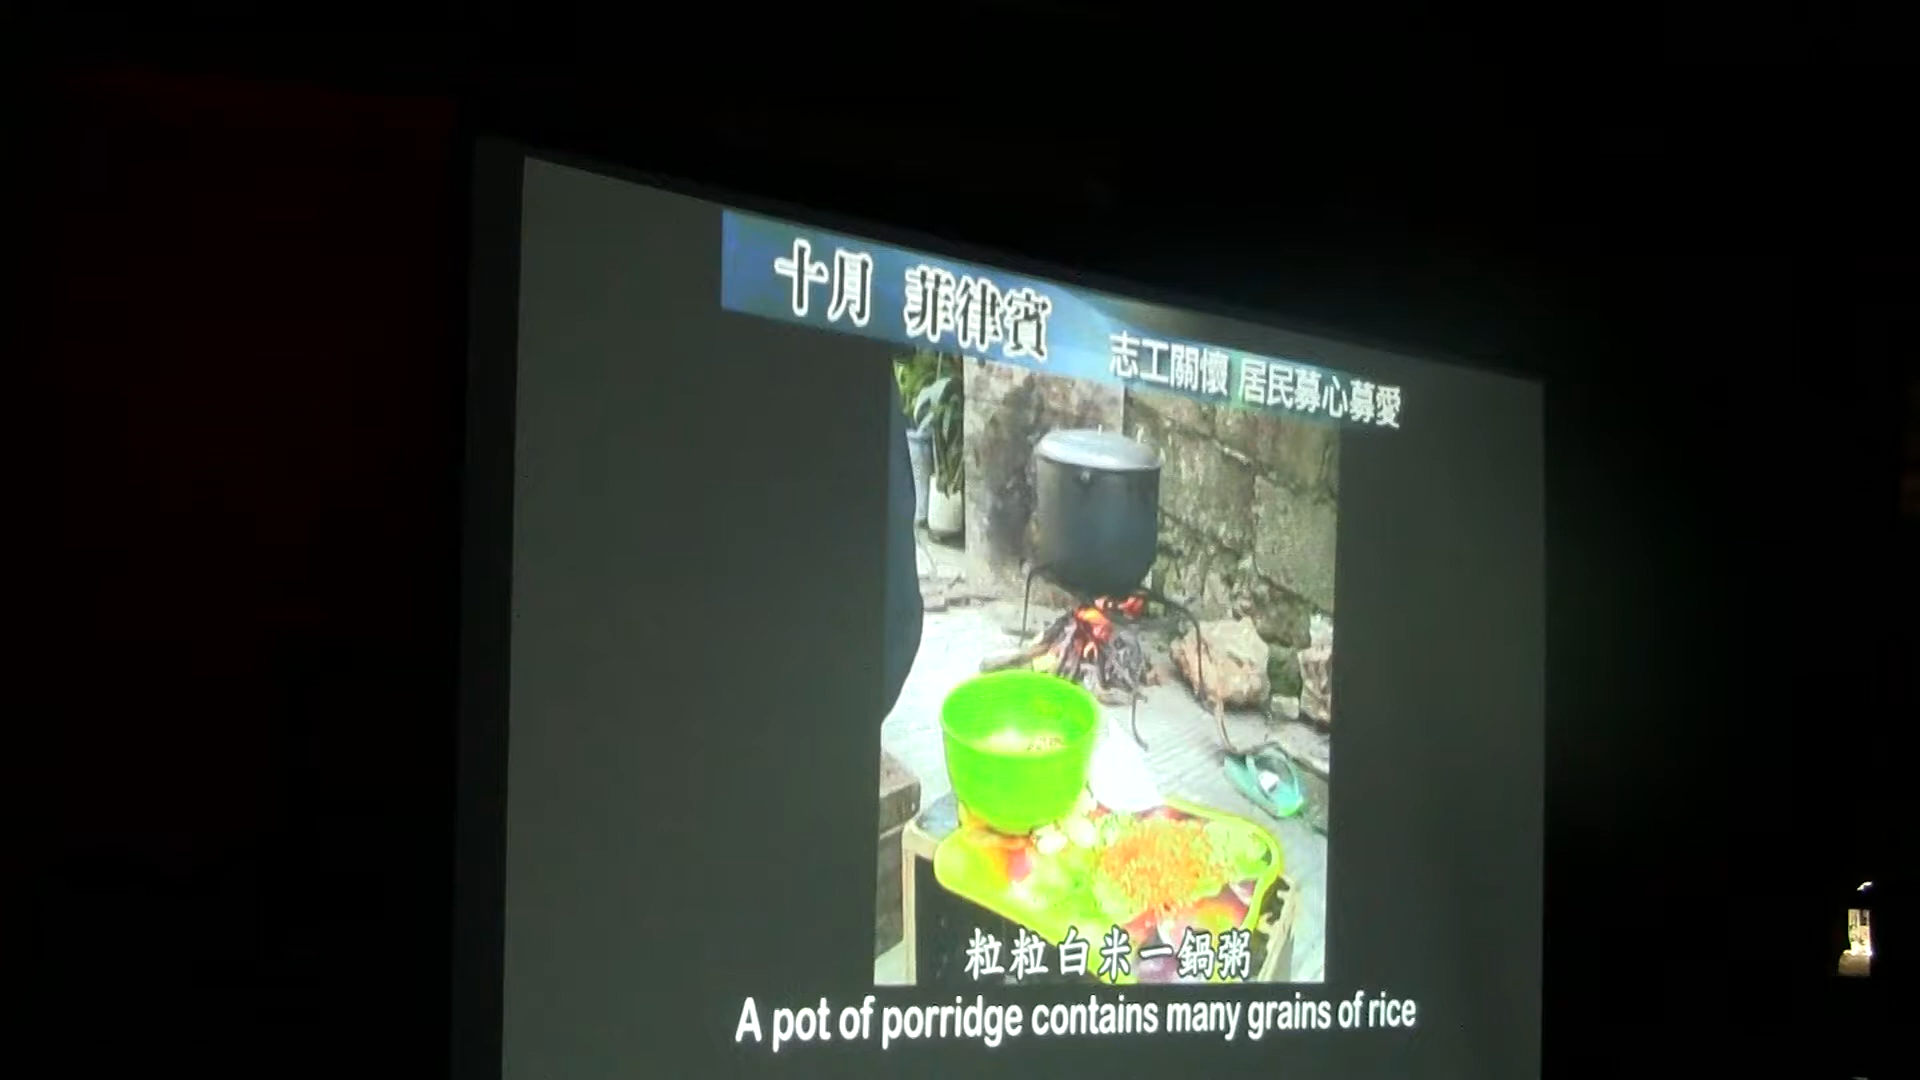 十月 菲律賓
志工關懷 居民募心募愛
粒粒白米一鍋粥
A pot of porridge contains many grains of rice